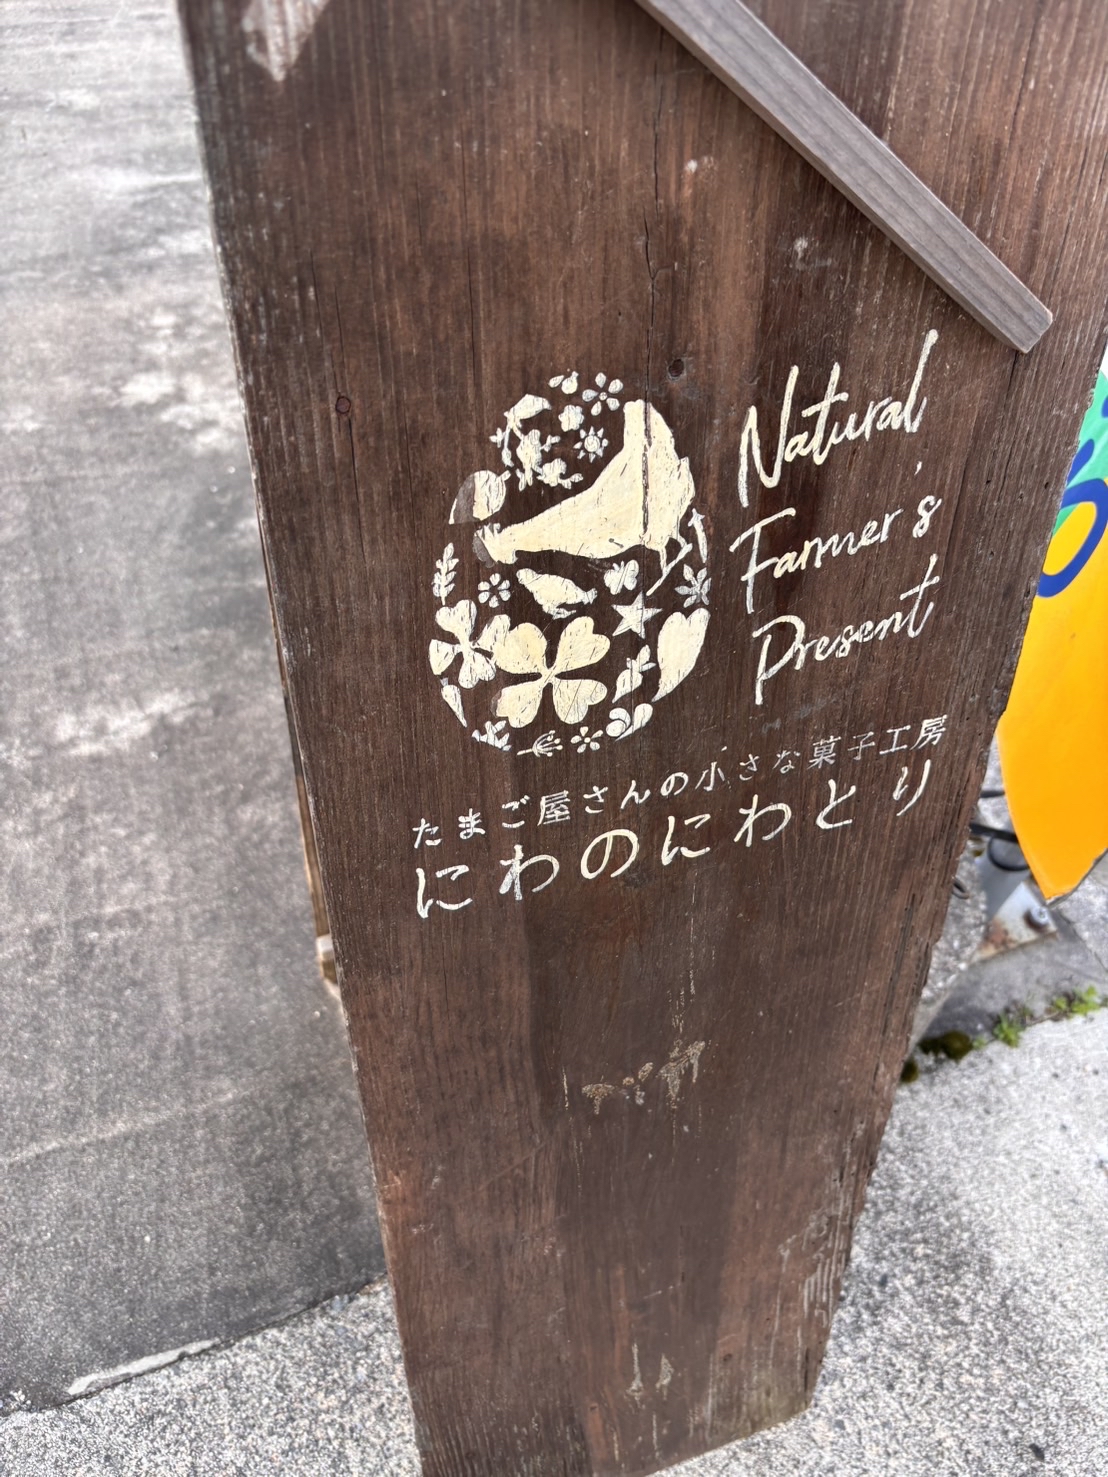 Natural
Farmer's
Present
たまご屋さんの小さな菓子工房
にわのにわとり